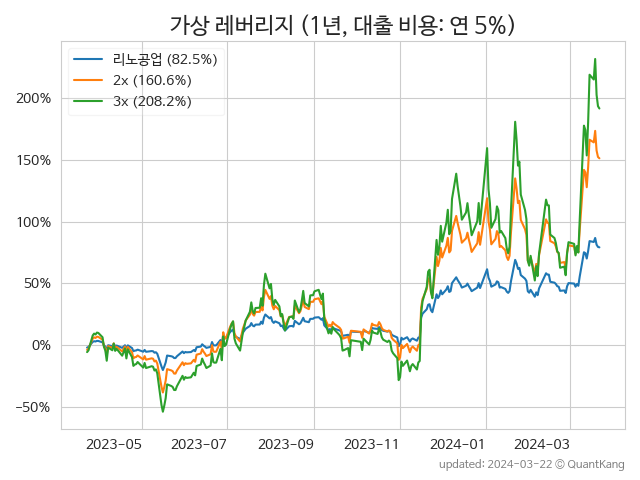 가상 레버리지 (1년, 대출 비용: 연 5%)
리노공업 (82.5%)
2x (160.6%)
3x (208.2%)
200%
150%
100%
50%
0%
−50%
2023-05 2023-07 2023-09 2023-11 2024-01 2024-03
updated: 2024-03-22 © QuantKang